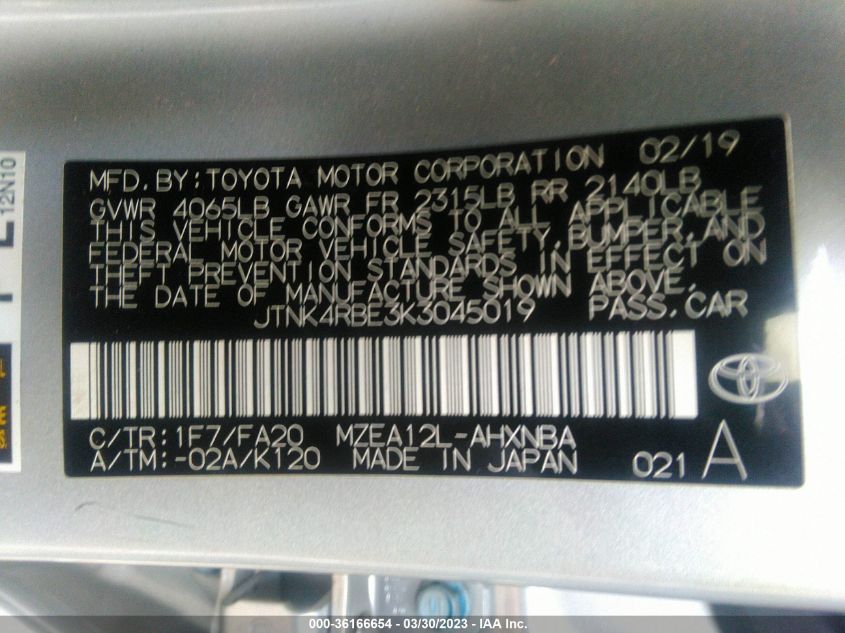 MFD.BY:TOYOTA MOTOR CORPORATION 02/19
GVWR 4065LB GAWR FR 2315LB RR 2140LB
THIS VEHICLE CONFORMS TO ALL APPLICABLE
FEDERAL MOTOR VEHICLE SAFETY,BUMPER,AND
THEFT PREVENTION STANDARDS IN EFFECT ON
THE DATE OF MANUFACTURE SHOWN ABOVE.
JTNK4RBE3K3045019 PASS.CAR
C/TR:1F7/FA20 MZEA12L-AHXNBA
A/TM:-02A/K120 MADE IN JAPAN 021 A
12N10
000-36166654 - 03/30/2023 - IAA Inc.